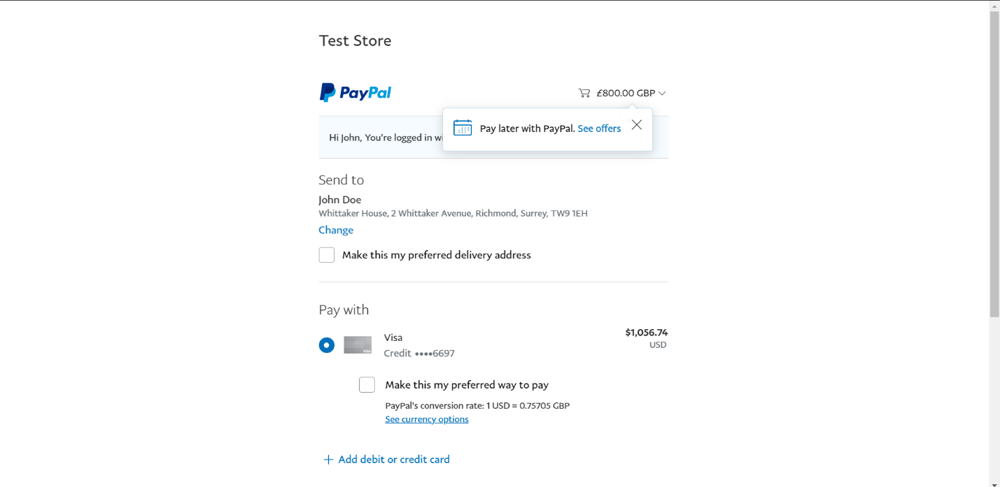 Test Store
PayPal
£800.00 GBP
Pay later with PayPal. See offers
Hi John, You're logged in
Send to
John Doe
Whittaker House, 2 Whittaker Avenue, Richmond, Surrey, TW9 1EH
Change
Make this my preferred delivery address
Pay with
Visa
$1,056.74
Credit ••••6697
USD
Make this my preferred way to pay
PayPal's conversion rate: 1 USD = 0.75705 GBP
See currency options
Add debit or credit card